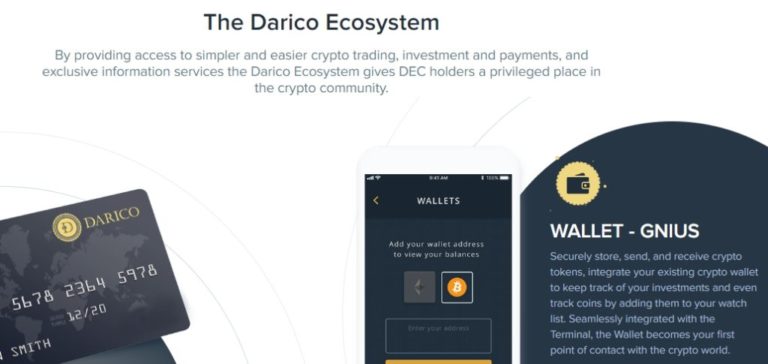 The Darico Ecosystem
By providing access to simpler and easier crypto trading, investment and payments, and
exclusive information services the Darico Ecosystem gives DEC holders a privileged place in
the crypto community.
DARICO
5678 2364 5978
12/20
N SMITH
9:41 AM
100%
WALLETS
Add your wallet address
to view your balances
Enter your address
WALLET - GNIUS
Securely store, send, and receive crypto
tokens, integrate your existing crypto wallet
to keep track of your investments and even
track coins by adding them to your watch
list. Seamlessly integrated with the
Terminal, the Wallet becomes your first
point of contact with the crypto world.